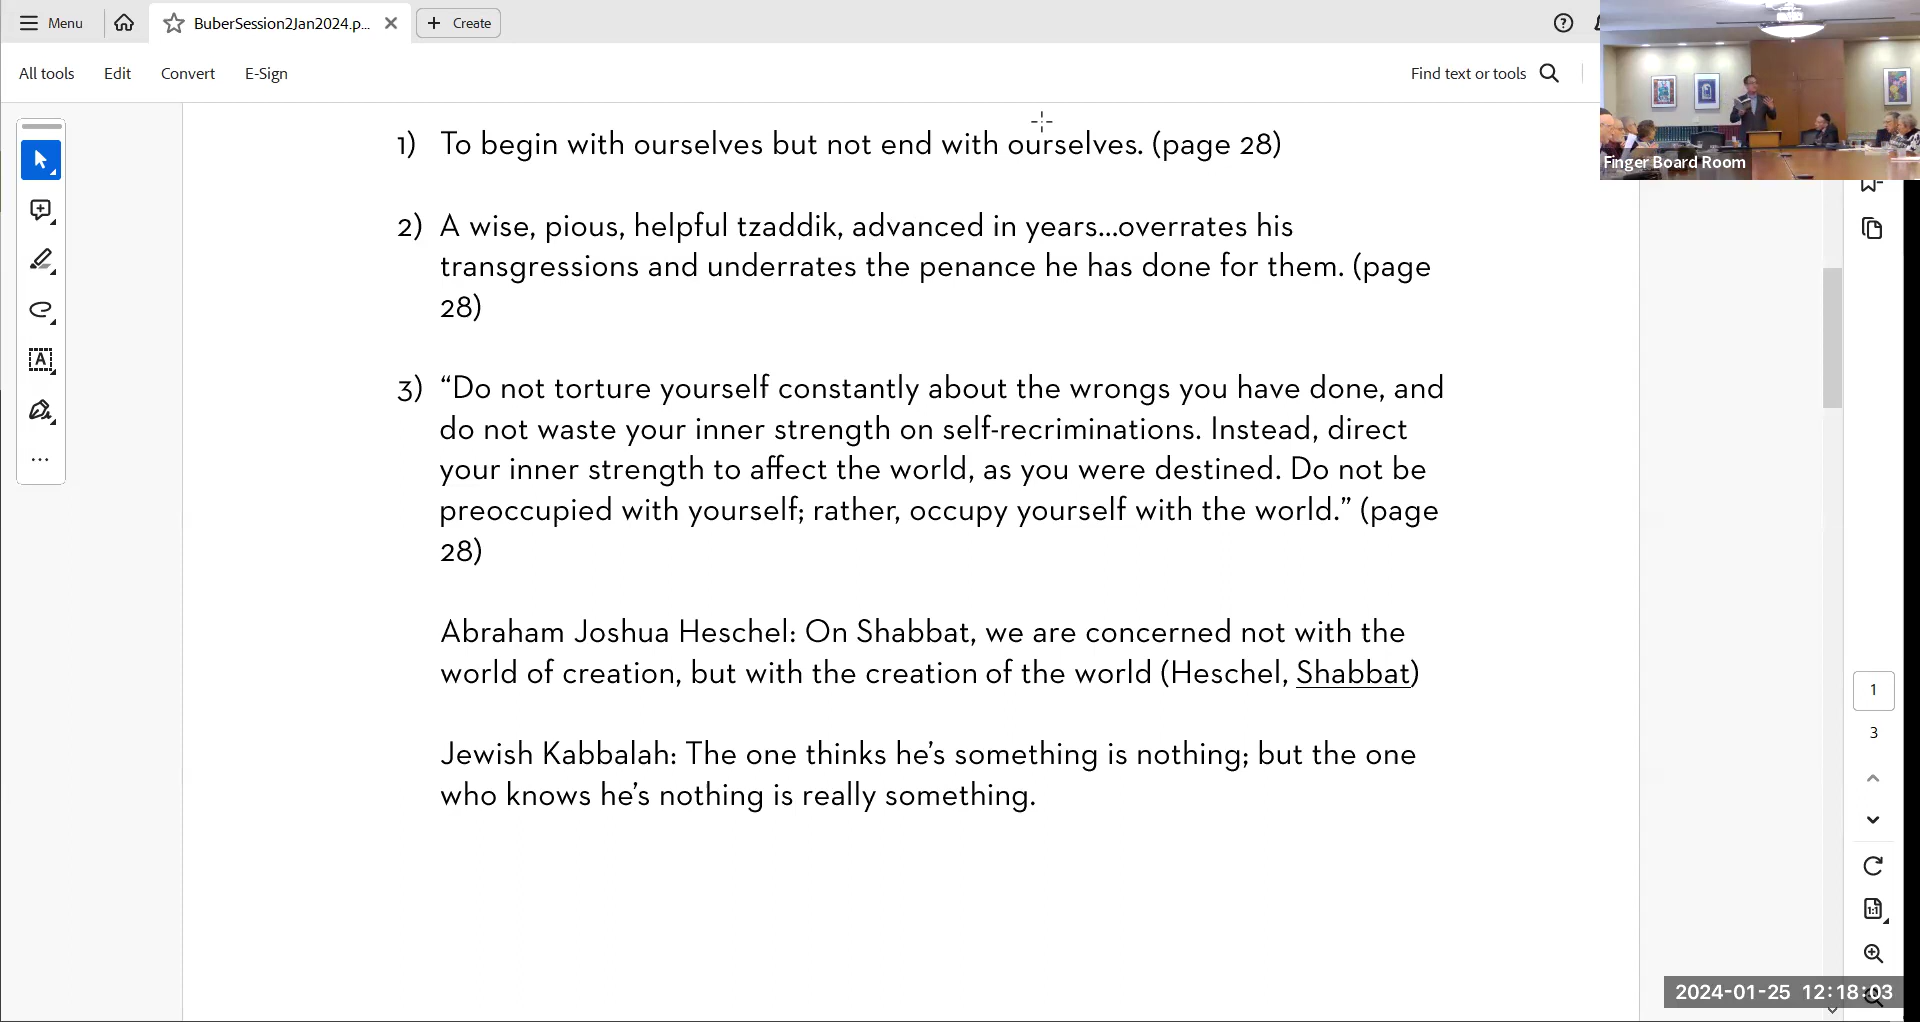 Menu
BuberSession2Jan2024.p...
Create
All tools
Edit
Convert
E-Sign
Find text or tools
Finger Board Room
1) To begin with ourselves but not end with ourselves. (page 28)
2) A wise, pious, helpful tzaddik, advanced in years...overrates his
transgressions and underrates the penance he has done for them. (page
28)
3) “Do not torture yourself constantly about the wrongs you have done, and
do not waste your inner strength on self-recriminations. Instead, direct
your inner strength to affect the world, as you were destined. Do not be
preoccupied with yourself; rather, occupy yourself with the world.” (page
28)
Abraham Joshua Heschel: On Shabbat, we are concerned not with the
world of creation, but with the creation of the world (Heschel, Shabbat)
Jewish Kabbalah: The one thinks he’s something is nothing; but the one
who knows he’s nothing is really something.
1
3
2024-01-25 12:18:03